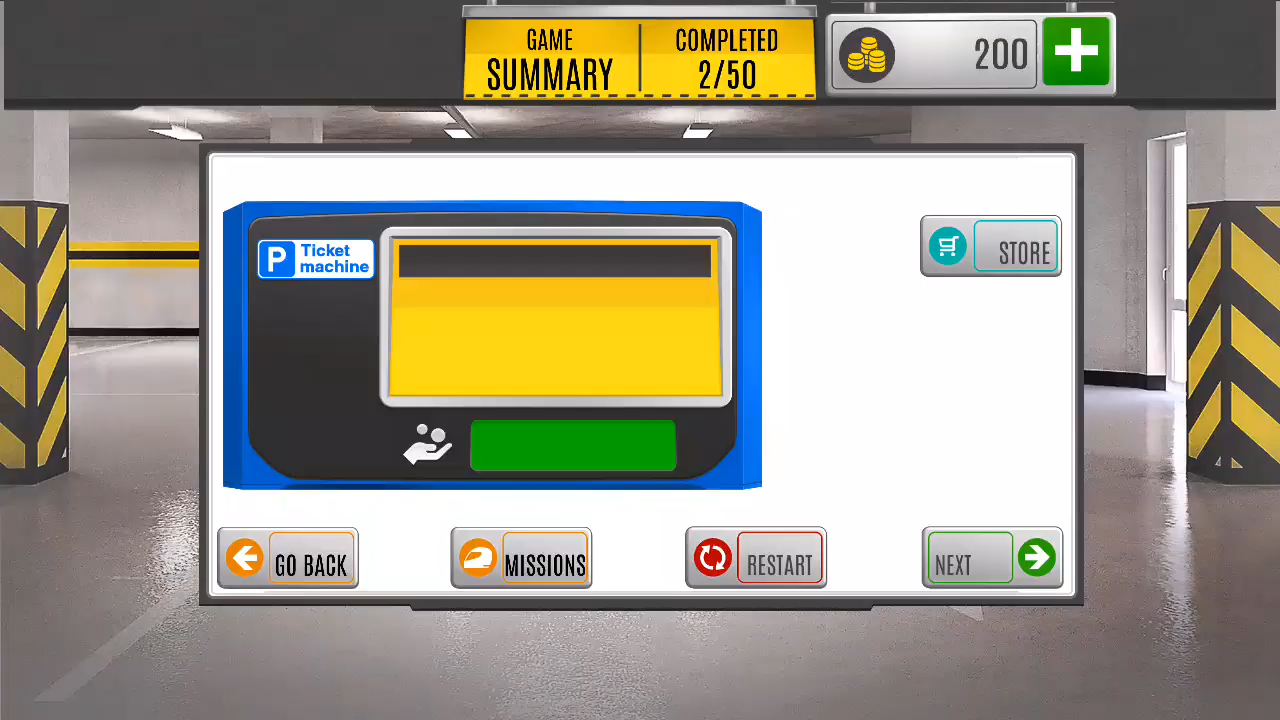 GAME
SUMMARY
COMPLETED
2/50
200
P
Ticket
machine
STORE
GO BACK
MISSIONS
RESTART
NEXT